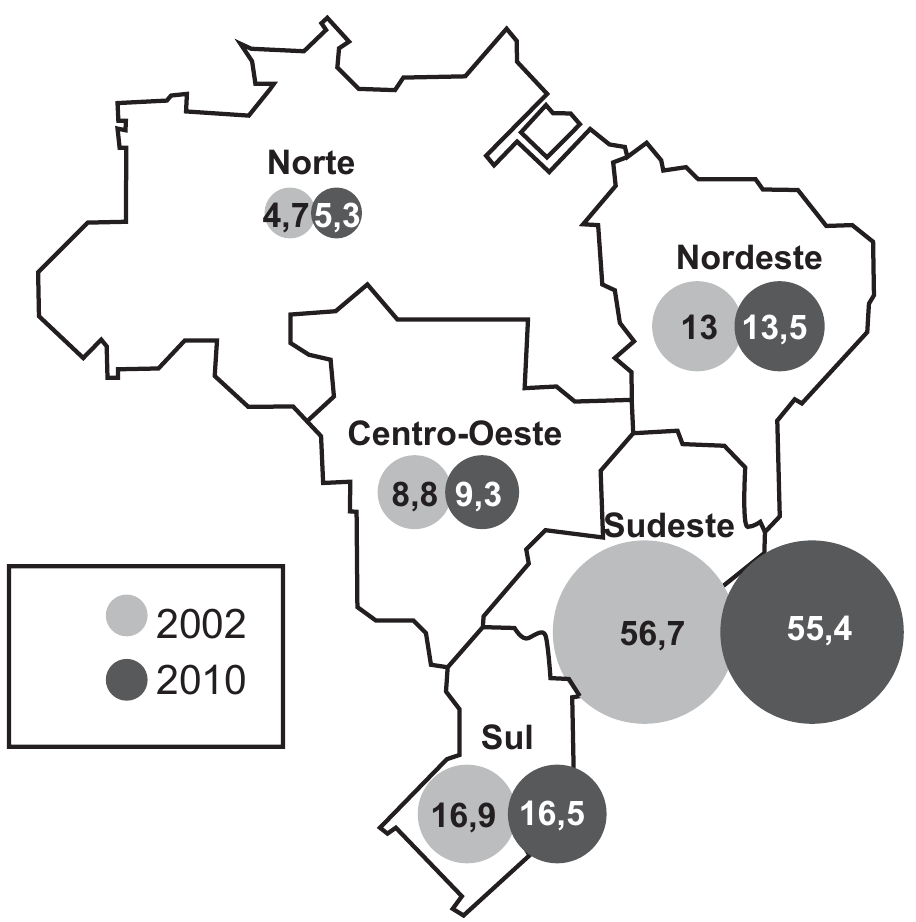 Norte
4,7 5,3
Nordeste
13 13,5
Centro-Oeste
8,8 9,3
Sudeste
56,7 55,4
2002
2010
Sul
16,9 16,5